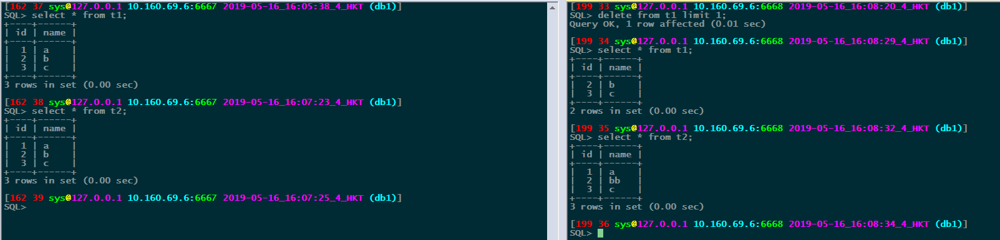 [162 37 sys@127.0.0.1 10.160.69.6:6667 2019-05-16_16:05:38_4_HKT (db1)]
SQL> select * from t1;
+----+------+
| id | name |
+----+------+
|  1 | a    |
|  2 | b    |
|  3 | c    |
+----+------+
3 rows in set (0.00 sec)
[162 38 sys@127.0.0.1 10.160.69.6:6667 2019-05-16_16:07:23_4_HKT (db1)]
SQL> select * from t2;
+----+------+
| id | name |
+----+------+
|  1 | a    |
|  2 | b    |
|  3 | c    |
+----+------+
3 rows in set (0.00 sec)
[162 39 sys@127.0.0.1 10.160.69.6:6667 2019-05-16_16:07:25_4_HKT (db1)]
SQL>
[199 33 sys@127.0.0.1 10.160.69.6:6668 2019-05-16_16:08:20_4_HKT (db1)]
SQL> delete from t1 limit 1;
Query OK, 1 row affected (0.01 sec)
[199 34 sys@127.0.0.1 10.160.69.6:6668 2019-05-16_16:08:29_4_HKT (db1)]
SQL> select * from t1;
+----+------+
| id | name |
+----+------+
|  2 | b    |
|  3 | c    |
+----+------+
2 rows in set (0.00 sec)
[199 35 sys@127.0.0.1 10.160.69.6:6668 2019-05-16_16:08:32_4_HKT (db1)]
SQL> select * from t2;
+----+------+
| id | name |
+----+------+
|  1 | a    |
|  2 | bb   |
|  3 | c    |
+----+------+
3 rows in set (0.00 sec)
[199 36 sys@127.0.0.1 10.160.69.6:6668 2019-05-16_16:08:34_4_HKT (db1)]
SQL>